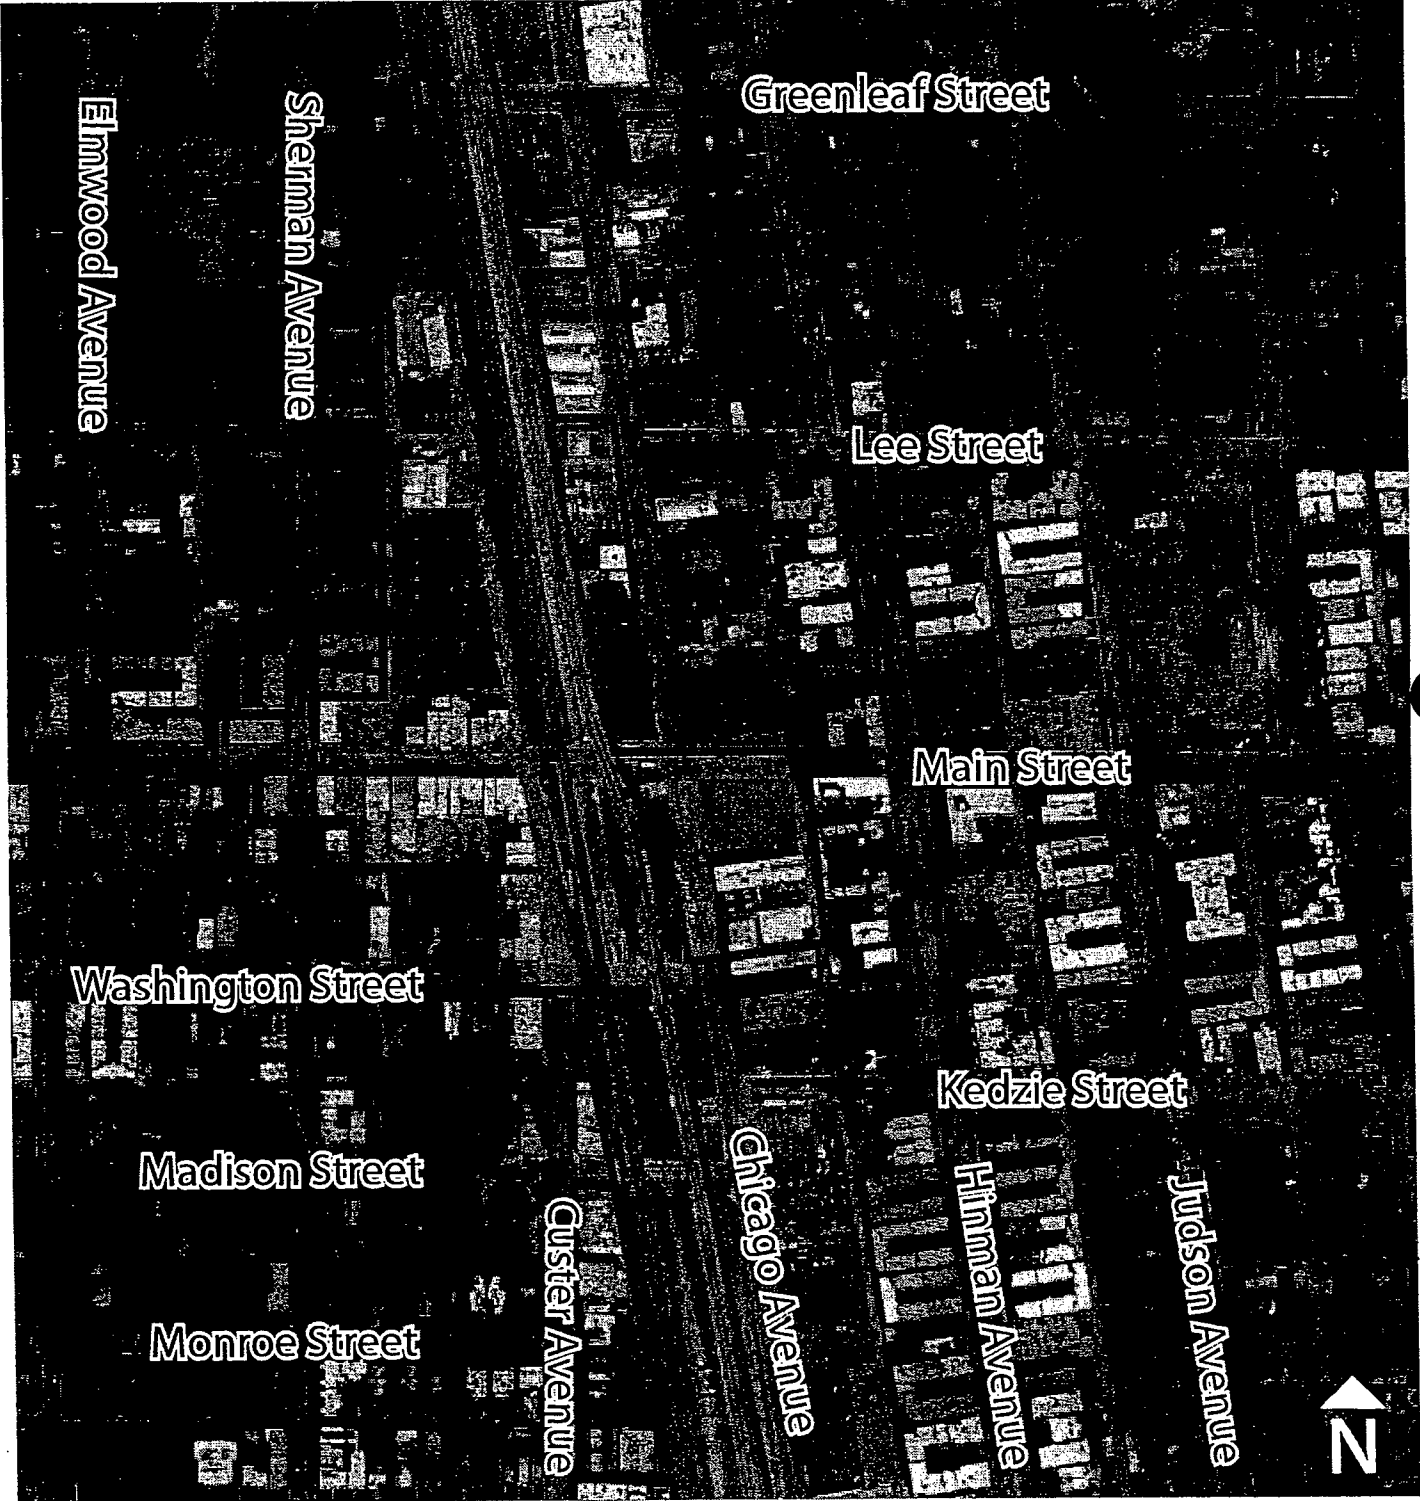 Greenleaf Street
Elmwood Avenue
Sherman Avenue
Lee Street
Main Street
Washington Street
Kedzie Street
Madison Street
Chicago Avenue
Hinman Avenue
Judson Avenue
Custer Avenue
Monroe Street
N